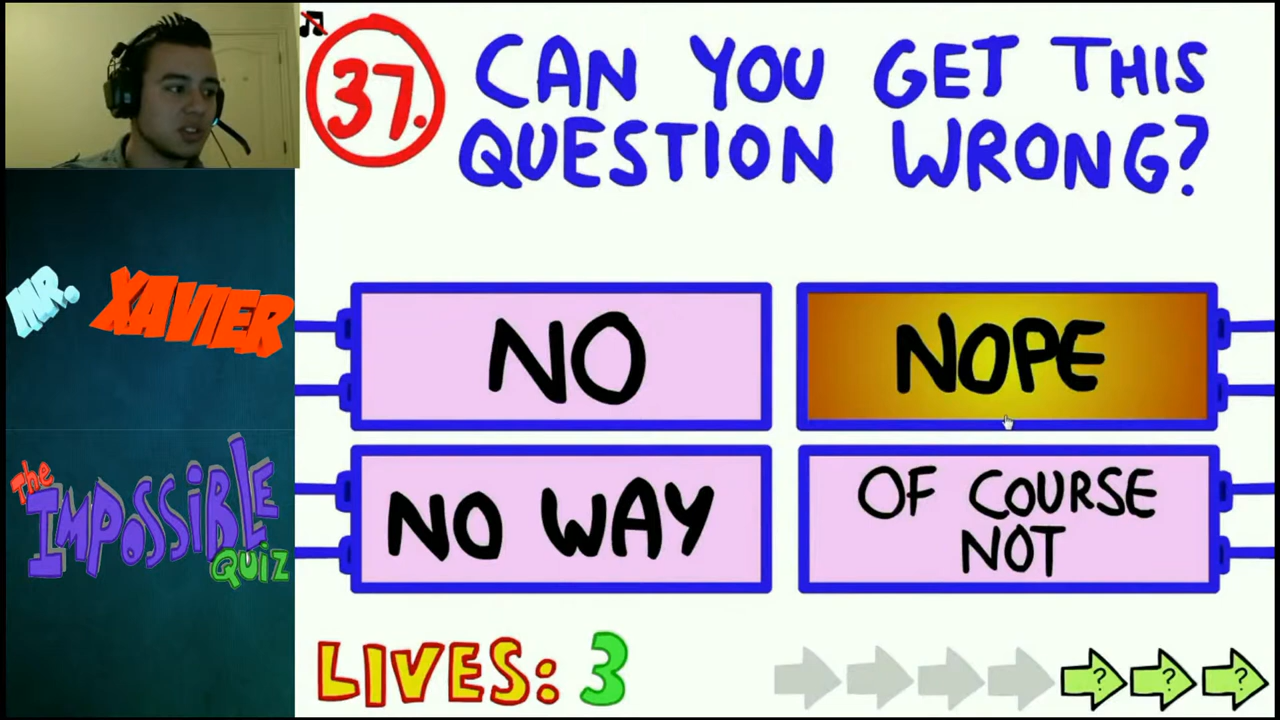 37.
CAN YOU GET THIS
QUESTION WRONG?
MR. XAVIER
NO
NOPE
The
IMPOSSIBLE
QUIZ
NO WAY
OF COURSE
NOT
LIVES: 3
? ? ?